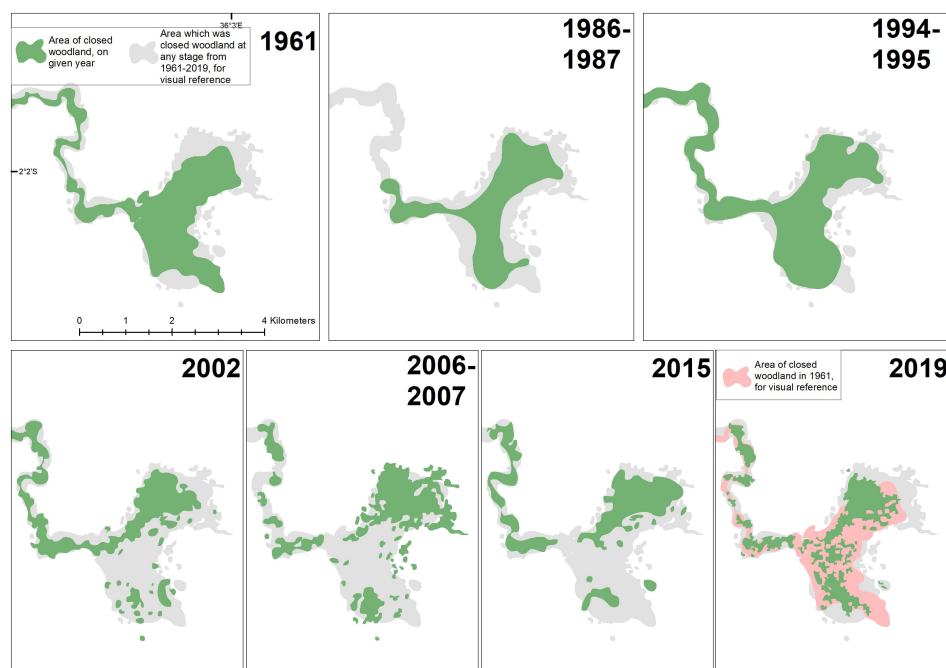 36°3'E
Area of closed
woodland, on
given year
Area which was
closed woodland at
any stage from
1961-2019, for
visual reference
1961
1986-
1987
1994-
1995
2°2'S
0 1 2 4 Kilometers
2002
2006-
2007
2015
Area of closed
woodland in 1961,
for visual reference
2019